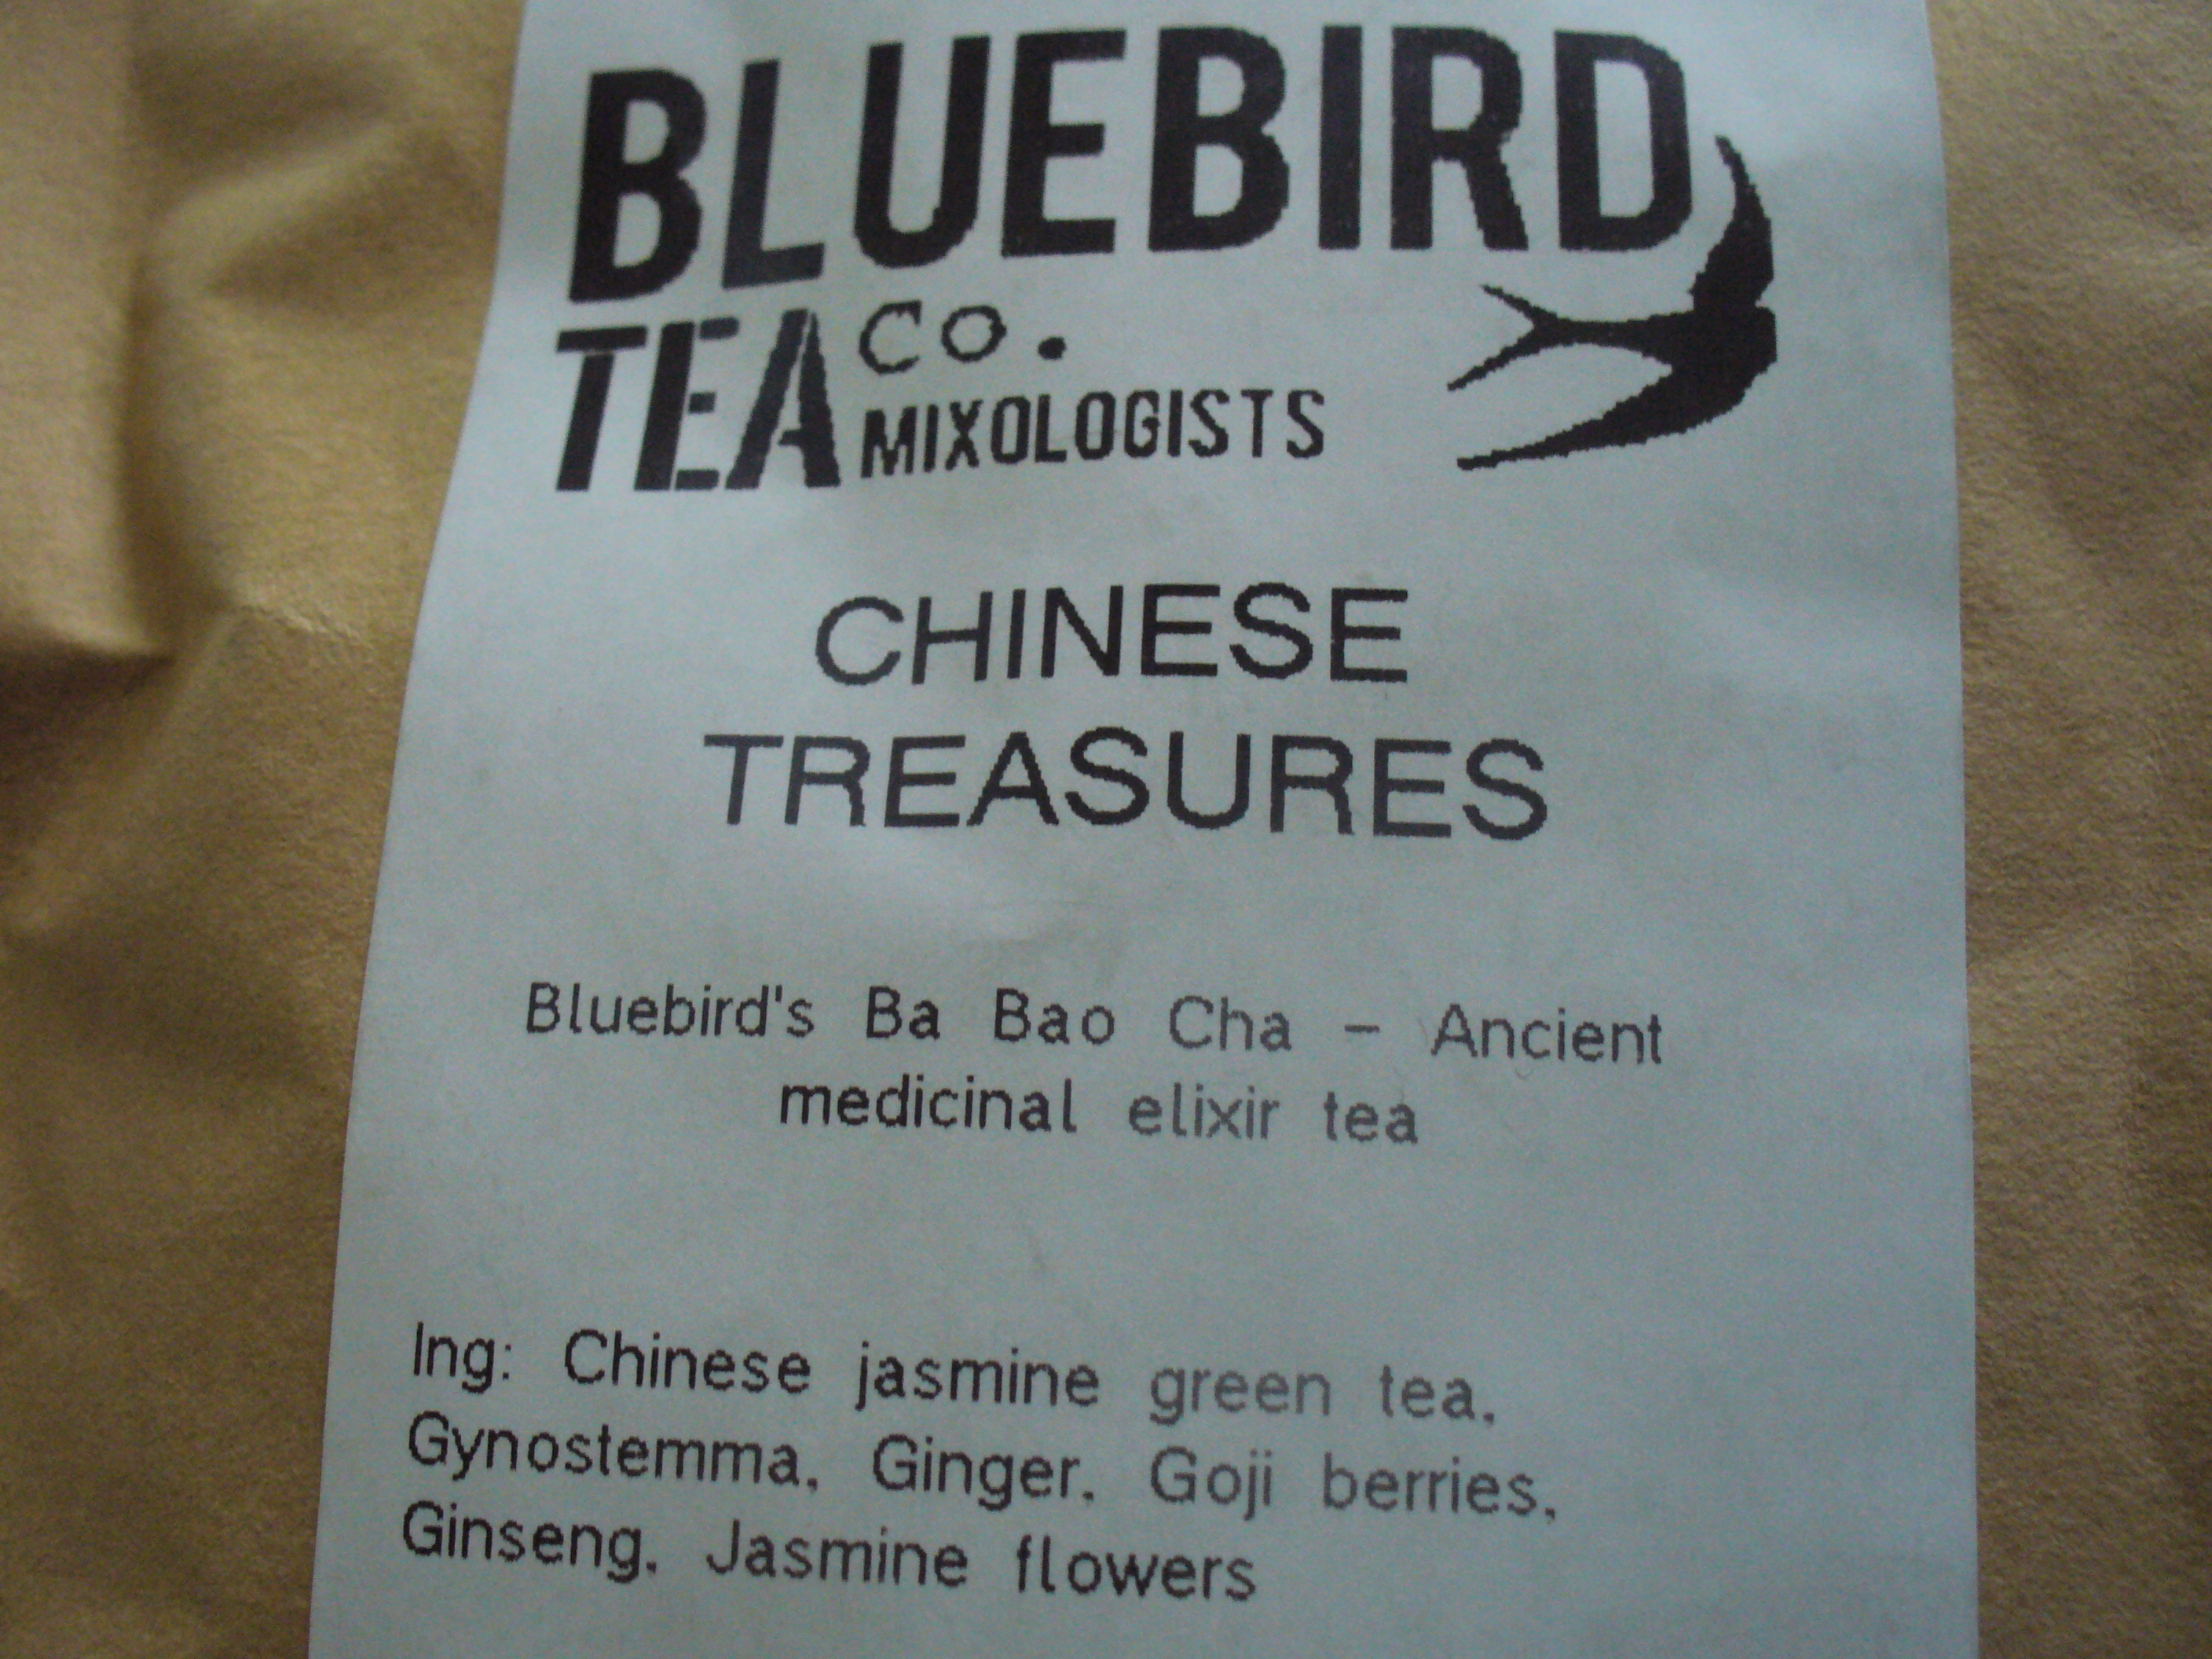 BLUEBIRD
TEA Co.
MIXOLOGISTS
CHINESE
TREASURES
Bluebird's Ba Bao Cha - Ancient
medicinal elixir tea
Ing: Chinese jasmine green tea,
Gynostemma, Ginger, Goji berries,
Ginseng, Jasmine flowers